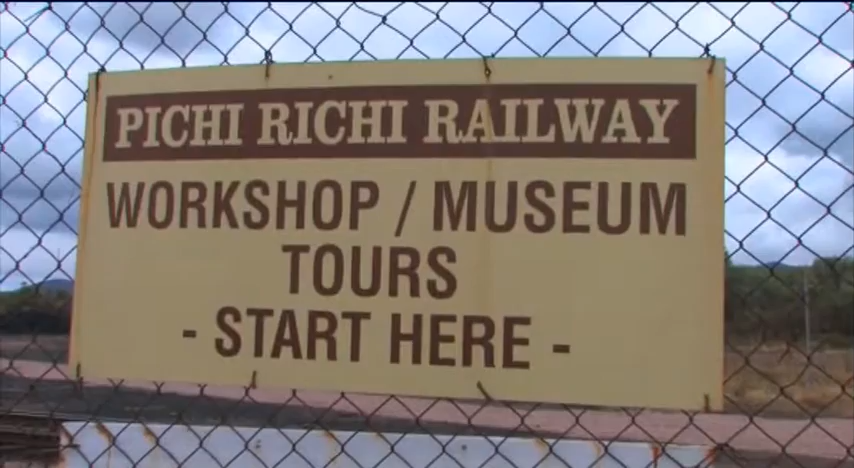 PICHI RICHI RAILWAY
WORKSHOP / MUSEUM
TOURS
- START HERE -